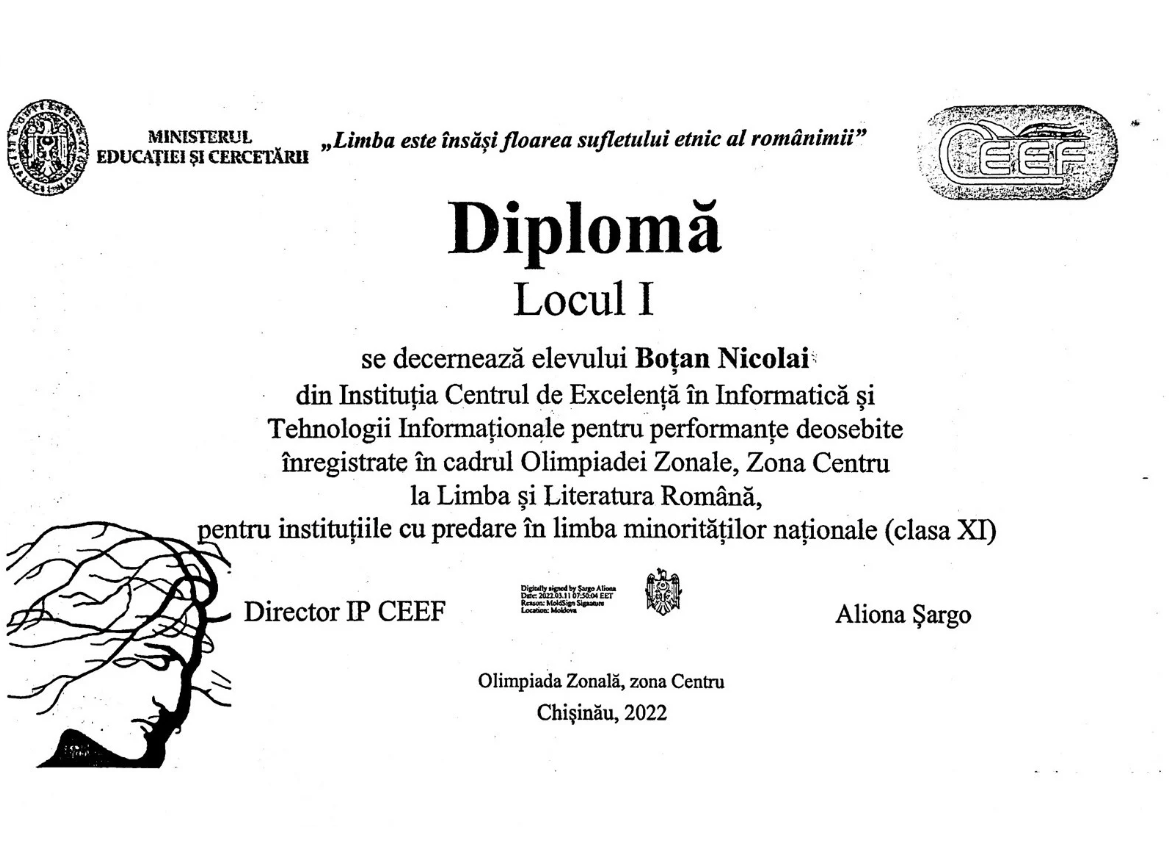 MINISTERUL
EDUCAȚIEI ȘI CERCETĂRII
„Limba este însăși floarea sufletului etnic al românimii”
CEEF
Diplomă
Locul I
se decernează elevului Boțan Nicolai
din Instituția Centrul de Excelență în Informatică și
Tehnologii Informaționale pentru performanțe deosebite
înregistrate în cadrul Olimpiadei Zonale, Zona Centru
la Limba și Literatura Română,
pentru instituțiile cu predare în limba minorităților naționale (clasa XI)
Digitally signed by Șargo Aliona
Date: 2022.03.11 07:50:04 EET
Reason: MoldSign Signature
Location: Moldova
Director IP CEEF
Aliona Șargo
Olimpiada Zonală, zona Centru
Chișinău, 2022